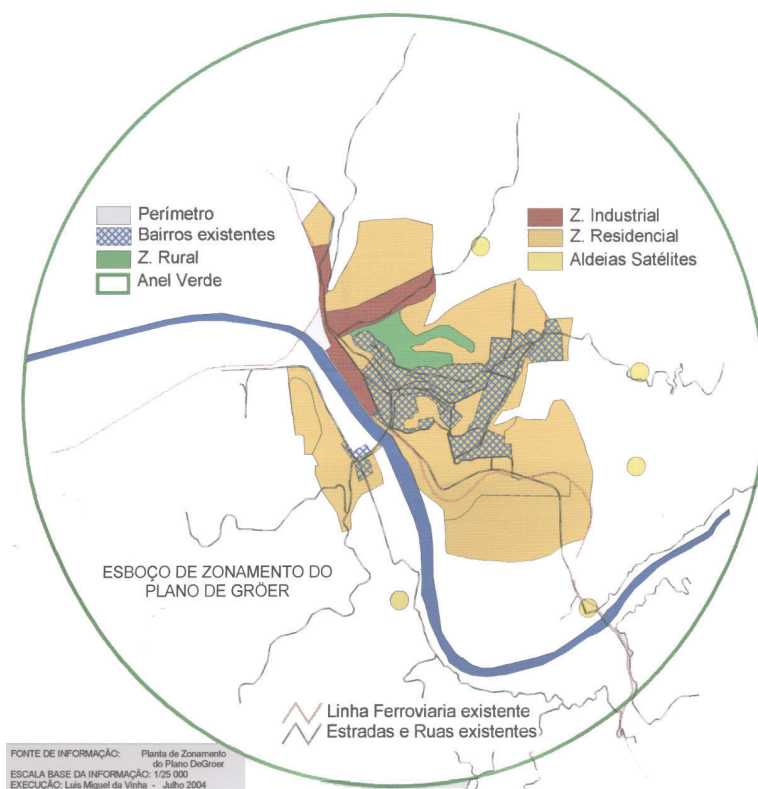 Perímetro
Bairros existentes
Z. Rural
Anel Verde
Z. Industrial
Z. Residencial
Aldeias Satélites
ESBOÇO DE ZONAMENTO DO
PLANO DE GRÖER
Linha Ferroviaria existente
Estradas e Ruas existentes
FONTE DE INFORMAÇÃO: Planta de Zonamento
do Plano DeGroer
ESCALA BASE DA INFORMAÇÃO: 1/25 000
EXECUÇÃO: Luis Miguel da Vinha - Julho 2004